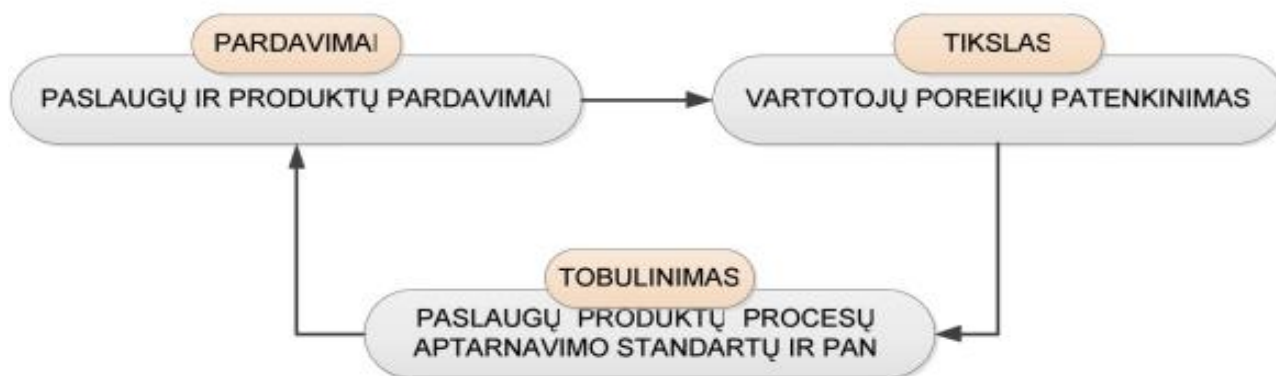 PARDAVIMAI
PASLAUGŲ IR PRODUKTŲ PARDAVIMAI
TIKSLAS
VARTOTOJŲ POREIKIŲ PATENKINIMAS
TOBULINIMAS
PASLAUGŲ PRODUKTŲ PROCESŲ
APTARNAVIMO STANDARTŲ IR PAN